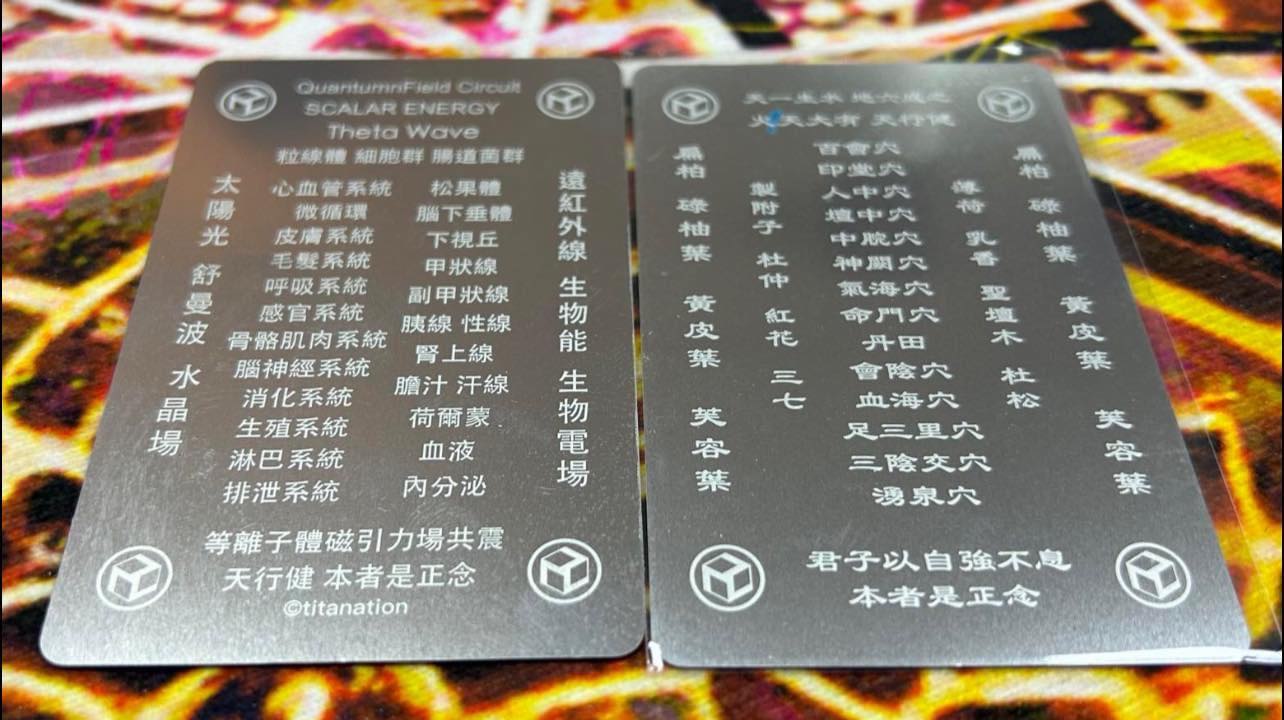 QuantumnField Circuit
SCALAR ENERGY
Theta Wave
粒線體 細胞群 腸道菌群
太陽光 舒曼波 水晶場
心血管系統
微循環
皮膚系統
毛髮系統
呼吸系統
感官系統
骨骼肌肉系統
腦神經系統
消化系統
生殖系統
淋巴系統
排泄系統
松果體
腦下垂體
下視丘
甲狀線
副甲狀線
胰線 性線
腎上線
膽汁 汗線
荷爾蒙
血液
內分泌
遠紅外線 生物能 生物電場
等離子體磁引力場共震
天行健 本者是正念
©titanation
天一生水 地六成之
火天大有 天行健
扁柏 碌柚葉 黃皮葉 芙容葉
製附子 杜仲 紅花 三七
百會穴
印堂穴
人中穴
壇中穴
中脘穴
神闕穴
氣海穴
命門穴
丹田
會陰穴
血海穴
足三里穴
三陰交穴
湧泉穴
薄荷 乳香 聖壇木 杜松
扁柏 碌柚葉 黃皮葉 芙容葉
君子以自強不息
本者是正念